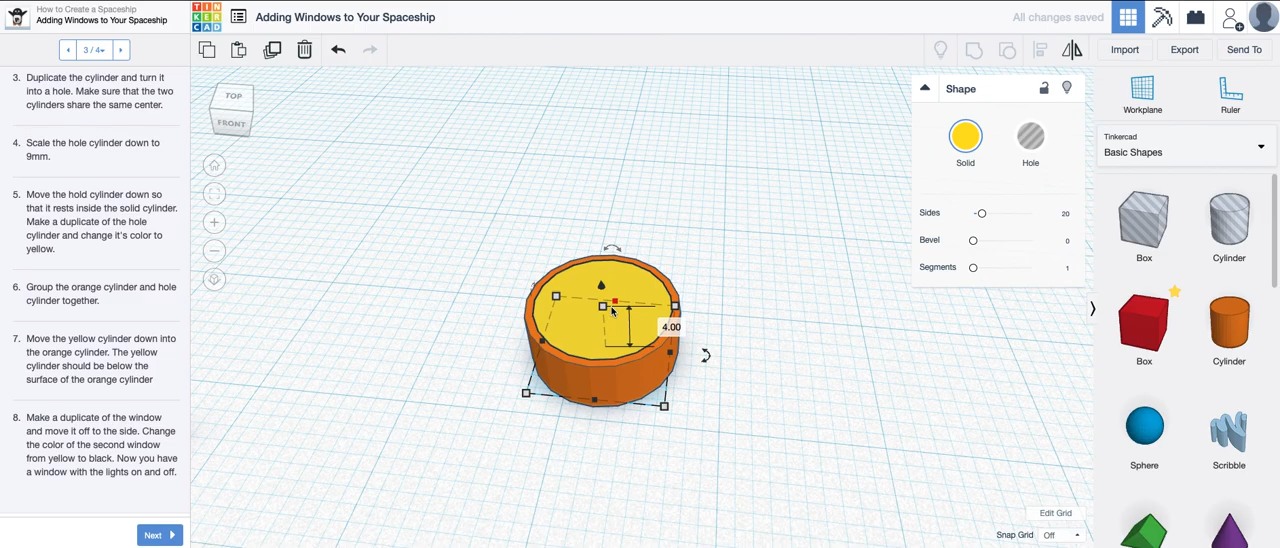 How to Create a Spaceship
Adding Windows to Your Spaceship
TIN
KER
CAD
Adding Windows to Your Spaceship
All changes saved
3 / 4
Import
Export
Send To
3. Duplicate the cylinder and turn it
into a hole. Make sure that the two
cylinders share the same center.
4. Scale the hole cylinder down to
9mm.
5. Move the hold cylinder down so
that it rests inside the solid cylinder.
Make a duplicate of the hole
cylinder and change it's color to
yellow.
6. Group the orange cylinder and hole
cylinder together.
7. Move the yellow cylinder down into
the orange cylinder. The yellow
cylinder should be below the
surface of the orange cylinder
8. Make a duplicate of the window
and move it off to the side. Change
the color of the second window
from yellow to black. Now you have
a window with the lights on and off.
Next
TOP
FRONT
4.00
Shape
Solid
Hole
Sides
20
Bevel
0
Segments
1
Edit Grid
Snap Grid
Off
Workplane
Ruler
Tinkercad
Basic Shapes
Box
Cylinder
Box
Cylinder
Sphere
Scribble